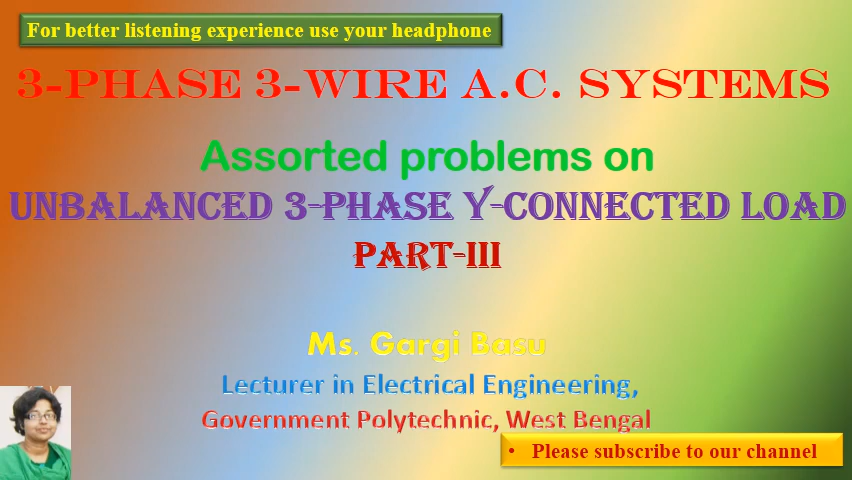 For better listening experience use your headphone
3-PHASE 3-WIRE A.C. SYSTEMS
Assorted problems on
UNBALANCED 3-PHASE Y-CONNECTED LOAD
PART-III
Ms. Gargi Basu
Lecturer in Electrical Engineering,
Government Polytechnic, West Bengal
• Please subscribe to our channel